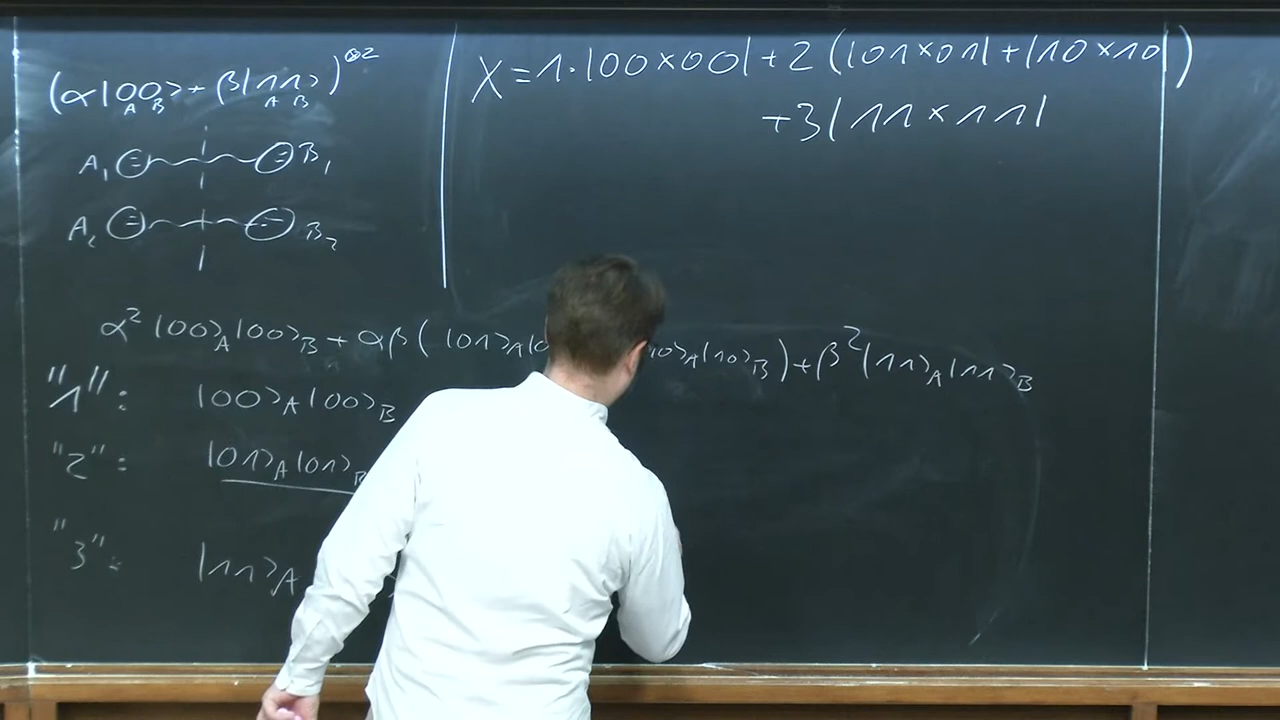 (α|00⟩+β|11⟩)^⊗2
A B A B
A₁ B₁
A₂ B₂
X=1·|00×00|+2(|01×01|+|10×10|)
+3|11×11|
α²|00⟩_A|00⟩_B+αβ(|01⟩_A|0 10⟩_A|10⟩_B)+β²|11⟩_A|11⟩_B
"1": |00⟩_A|00⟩_B
"2": |01⟩_A|01⟩_B
"3": |11⟩_A